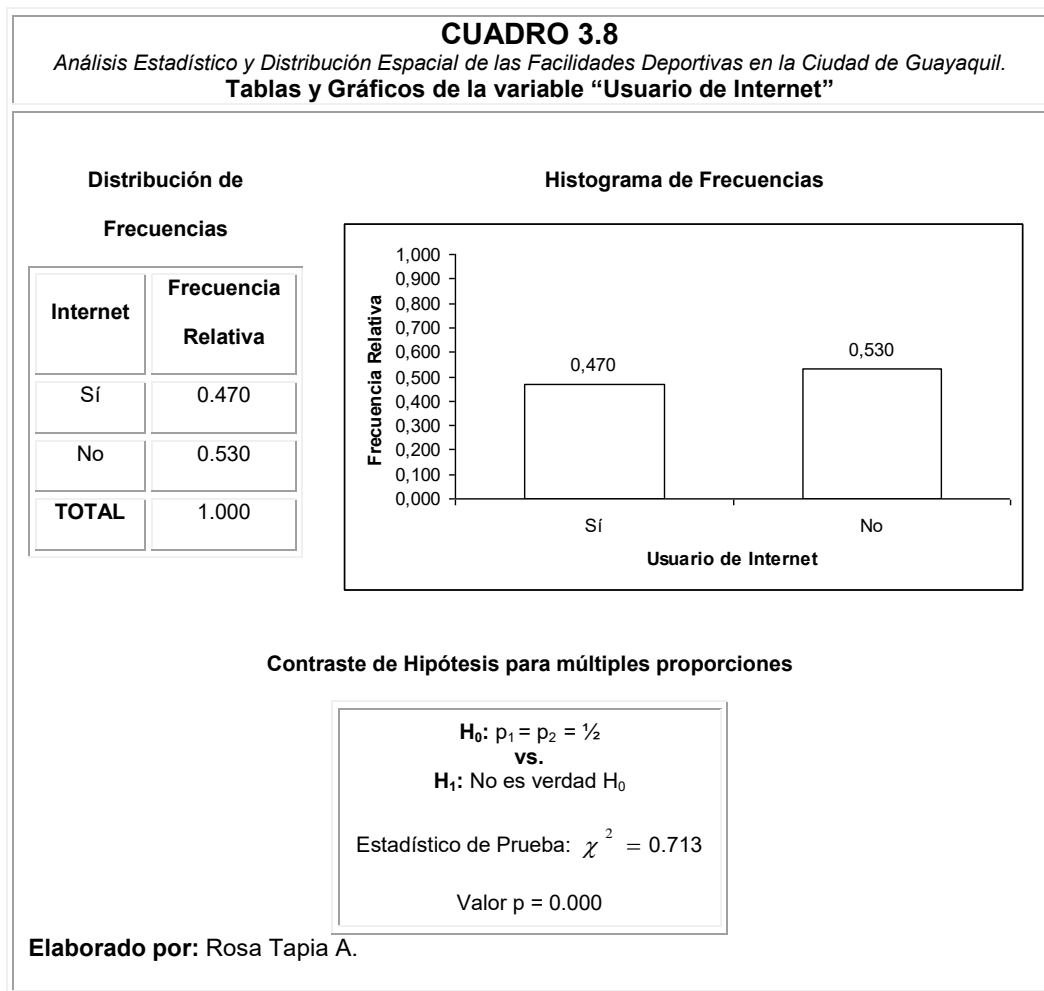 CUADRO 3.8
Análisis Estadístico y Distribución Espacial de las Facilidades Deportivas en la Ciudad de Guayaquil.
Tablas y Gráficos de la variable “Usuario de Internet”
Distribución de
Frecuencias
Internet
Frecuencia
Relativa
Sí 0.470
No 0.530
TOTAL 1.000
Histograma de Frecuencias
Frecuencia Relativa
1,000
0,900
0,800
0,700
0,600
0,500
0,400
0,300
0,200
0,100
0,000
0,470
0,530
Sí No
Usuario de Internet
Contraste de Hipótesis para múltiples proporciones
H₀: p₁ = p₂ = ½
vs.
H₁: No es verdad H₀
Estadístico de Prueba: χ² = 0.713
Valor p = 0.000
Elaborado por: Rosa Tapia A.